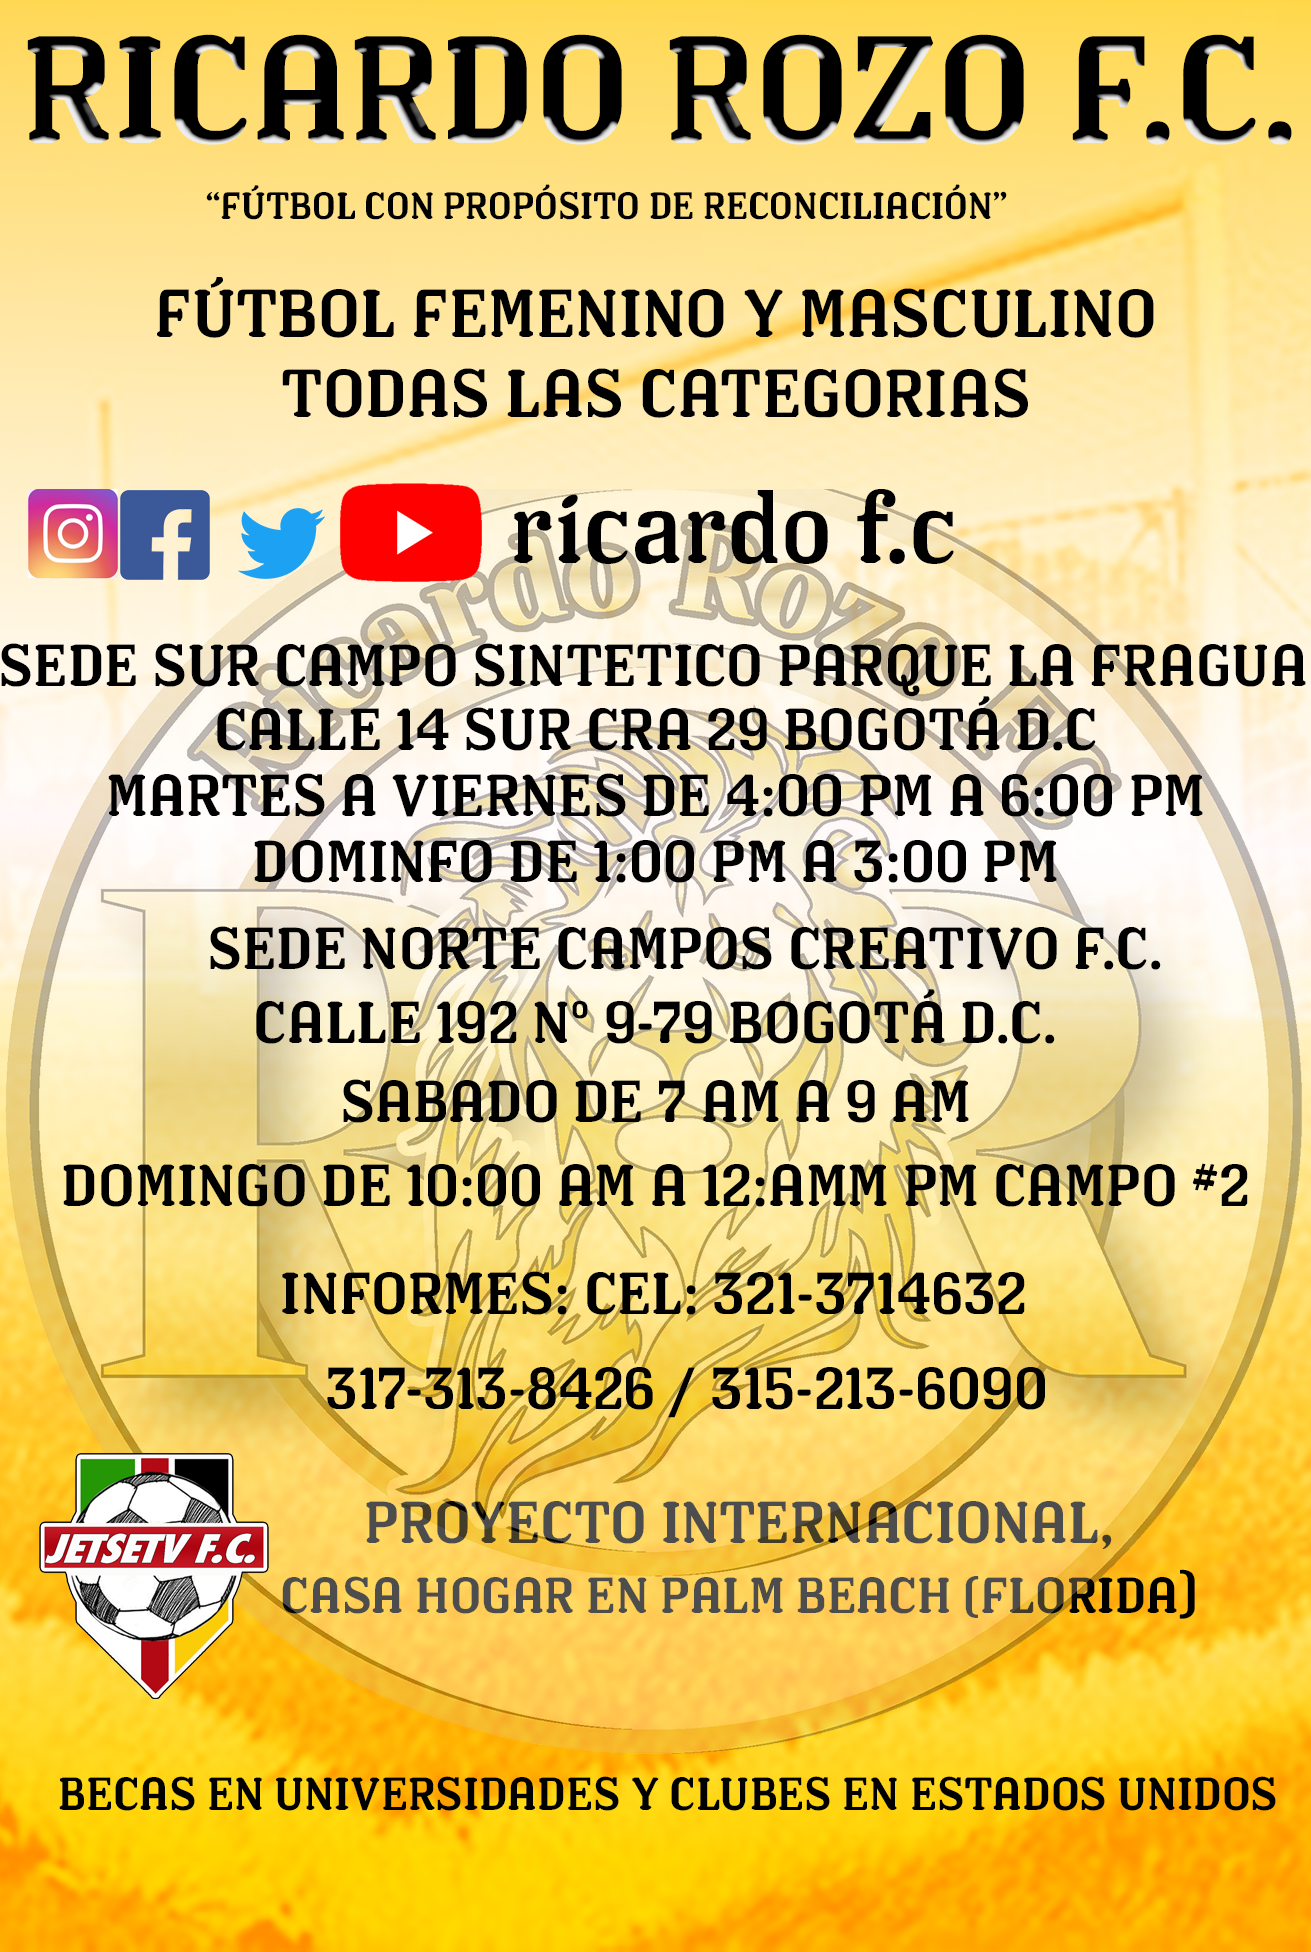 RICARDO ROZO F.C.
“FÚTBOL CON PROPÓSITO DE RECONCILIACIÓN”
FÚTBOL FEMENINO Y MASCULINO
TODAS LAS CATEGORIAS
ricardo f.c
Ricardo Rozo FC
SEDE SUR CAMPO SINTETICO PARQUE LA FRAGUA
CALLE 14 SUR CRA 29 BOGOTÁ D.C
MARTES A VIERNES DE 4:00 PM A 6:00 PM
DOMINFO DE 1:00 PM A 3:00 PM
RR
SEDE NORTE CAMPOS CREATIVO F.C.
CALLE 192 Nº 9-79 BOGOTÁ D.C.
SABADO DE 7 AM A 9 AM
DOMINGO DE 10:00 AM A 12:AMM PM CAMPO #2
INFORMES: CEL: 321-3714632
317-313-8426 / 315-213-6090
JETSETV F.C.
PROYECTO INTERNACIONAL,
CASA HOGAR EN PALM BEACH (FLORIDA)
BECAS EN UNIVERSIDADES Y CLUBES EN ESTADOS UNIDOS